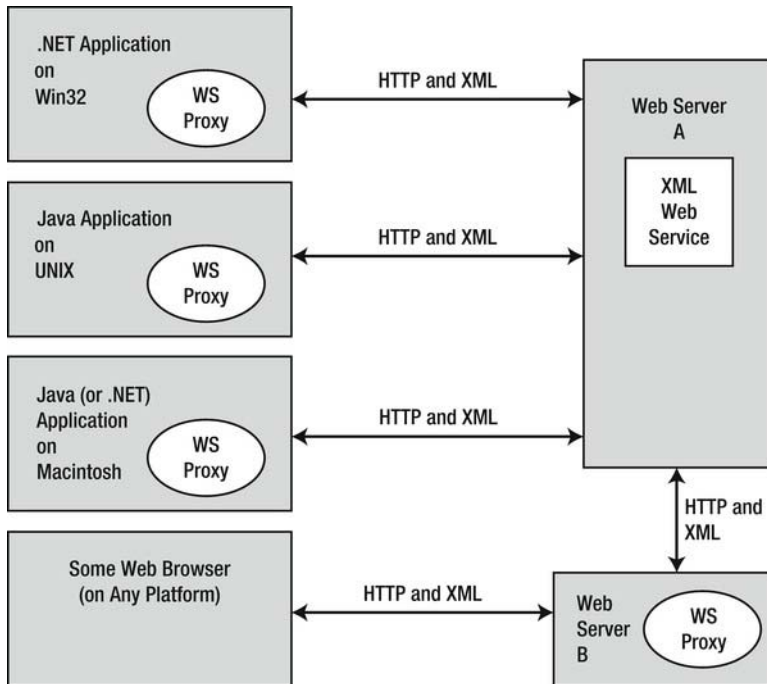 .NET Application
on
Win32
WS
Proxy
HTTP and XML
Web Server
A
XML
Web
Service
Java Application
on
UNIX
WS
Proxy
HTTP and XML
Java (or .NET)
Application
on
Macintosh
WS
Proxy
HTTP and XML
HTTP and
XML
Some Web Browser
(on Any Platform)
HTTP and XML
Web
Server
B
WS
Proxy